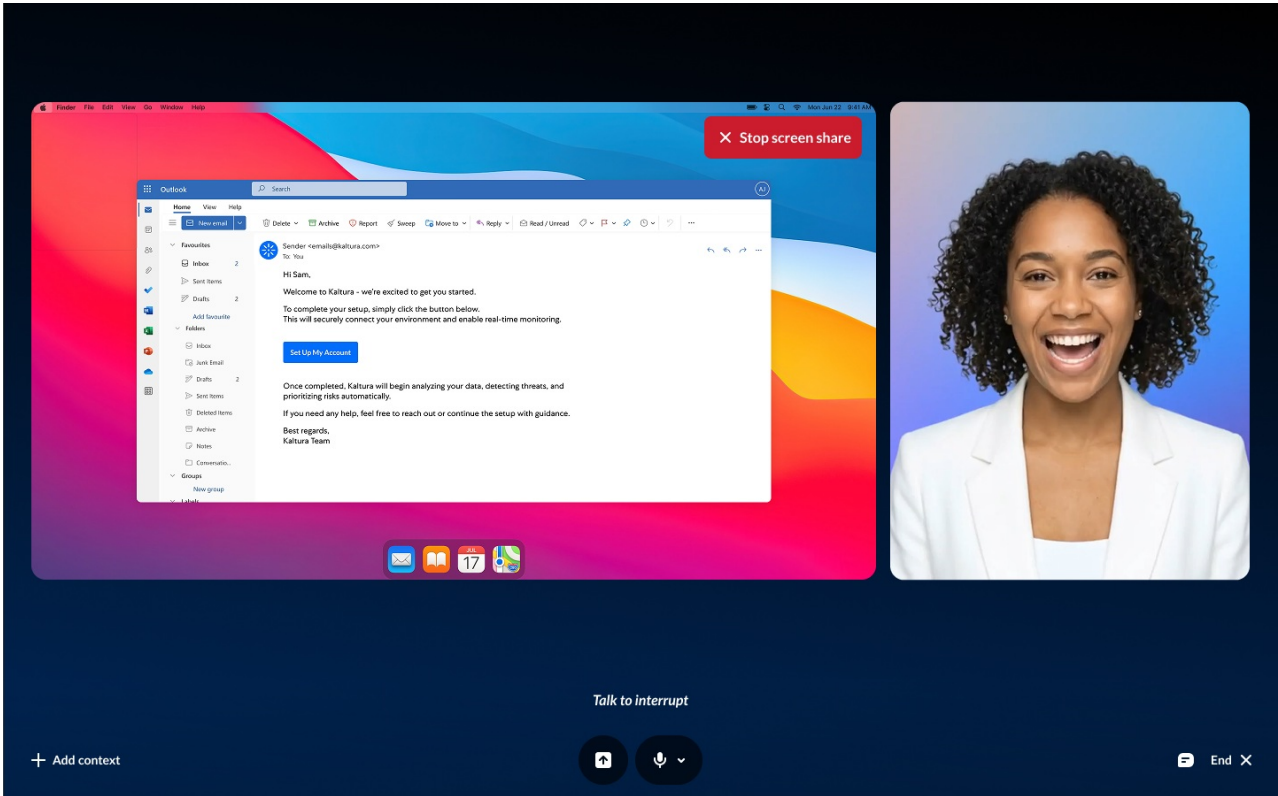 Finder File Edit View Go Window Help
Mon Jun 22 9:41 AM
Stop screen share
Outlook
Search
AJ
Home View Help
New email
Delete Archive Report Sweep Move to Reply Read / Unread
Favourites
Inbox 2
Sent Items
Drafts 2
Add favourite
Folders
Inbox
Junk Email
Drafts 2
Sent Items
Deleted Items
Archive
Notes
Conversatio...
Groups
New group
Labels
Sender <emails@kaltura.com>
To: You
Hi Sam,
Welcome to Kaltura - we're excited to get you started.
To complete your setup, simply click the button below.
This will securely connect your environment and enable real-time monitoring.
Set Up My Account
Once completed, Kaltura will begin analyzing your data, detecting threats, and
prioritizing risks automatically.
If you need any help, feel free to reach out or continue the setup with guidance.
Best regards,
Kaltura Team
JUL
17
Talk to interrupt
Add context
End